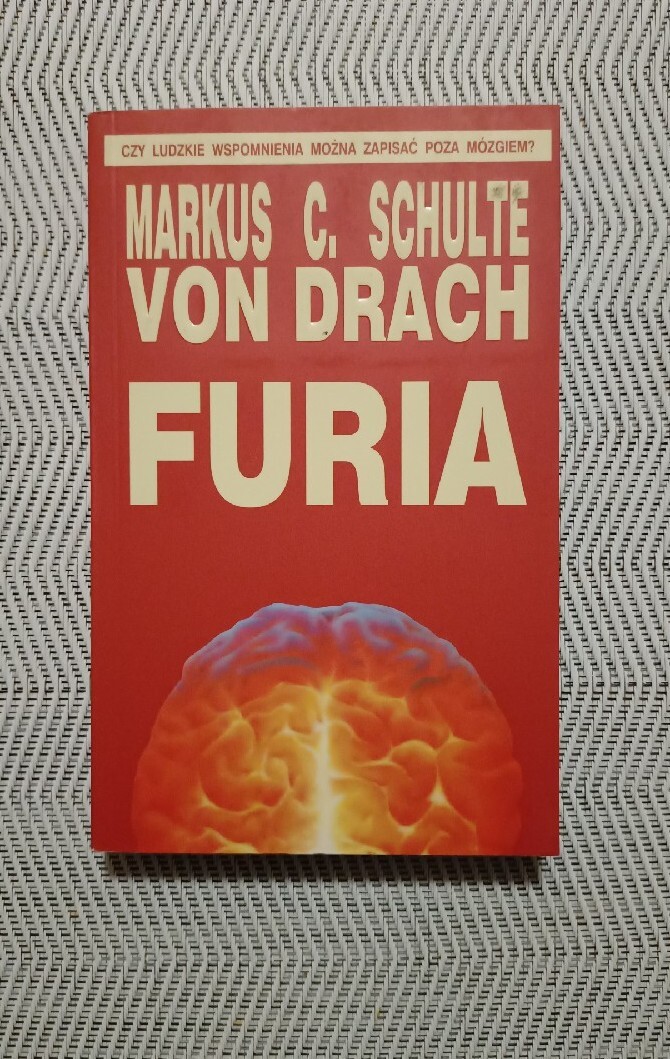 CZY LUDZKIE WSPOMNIENIA MOŻNA ZAPISAĆ POZA MÓZGIEM?
MARKUS C. SCHULTE
VON DRACH
FURIA